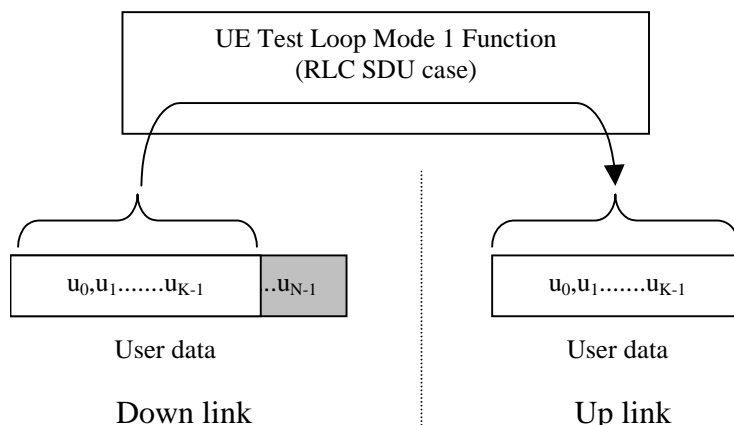 UE Test Loop Mode 1 Function
(RLC SDU case)
u0,u1.......uK-1 ..uN-1
u0,u1.......uK-1
User data
User data
Down link
Up link